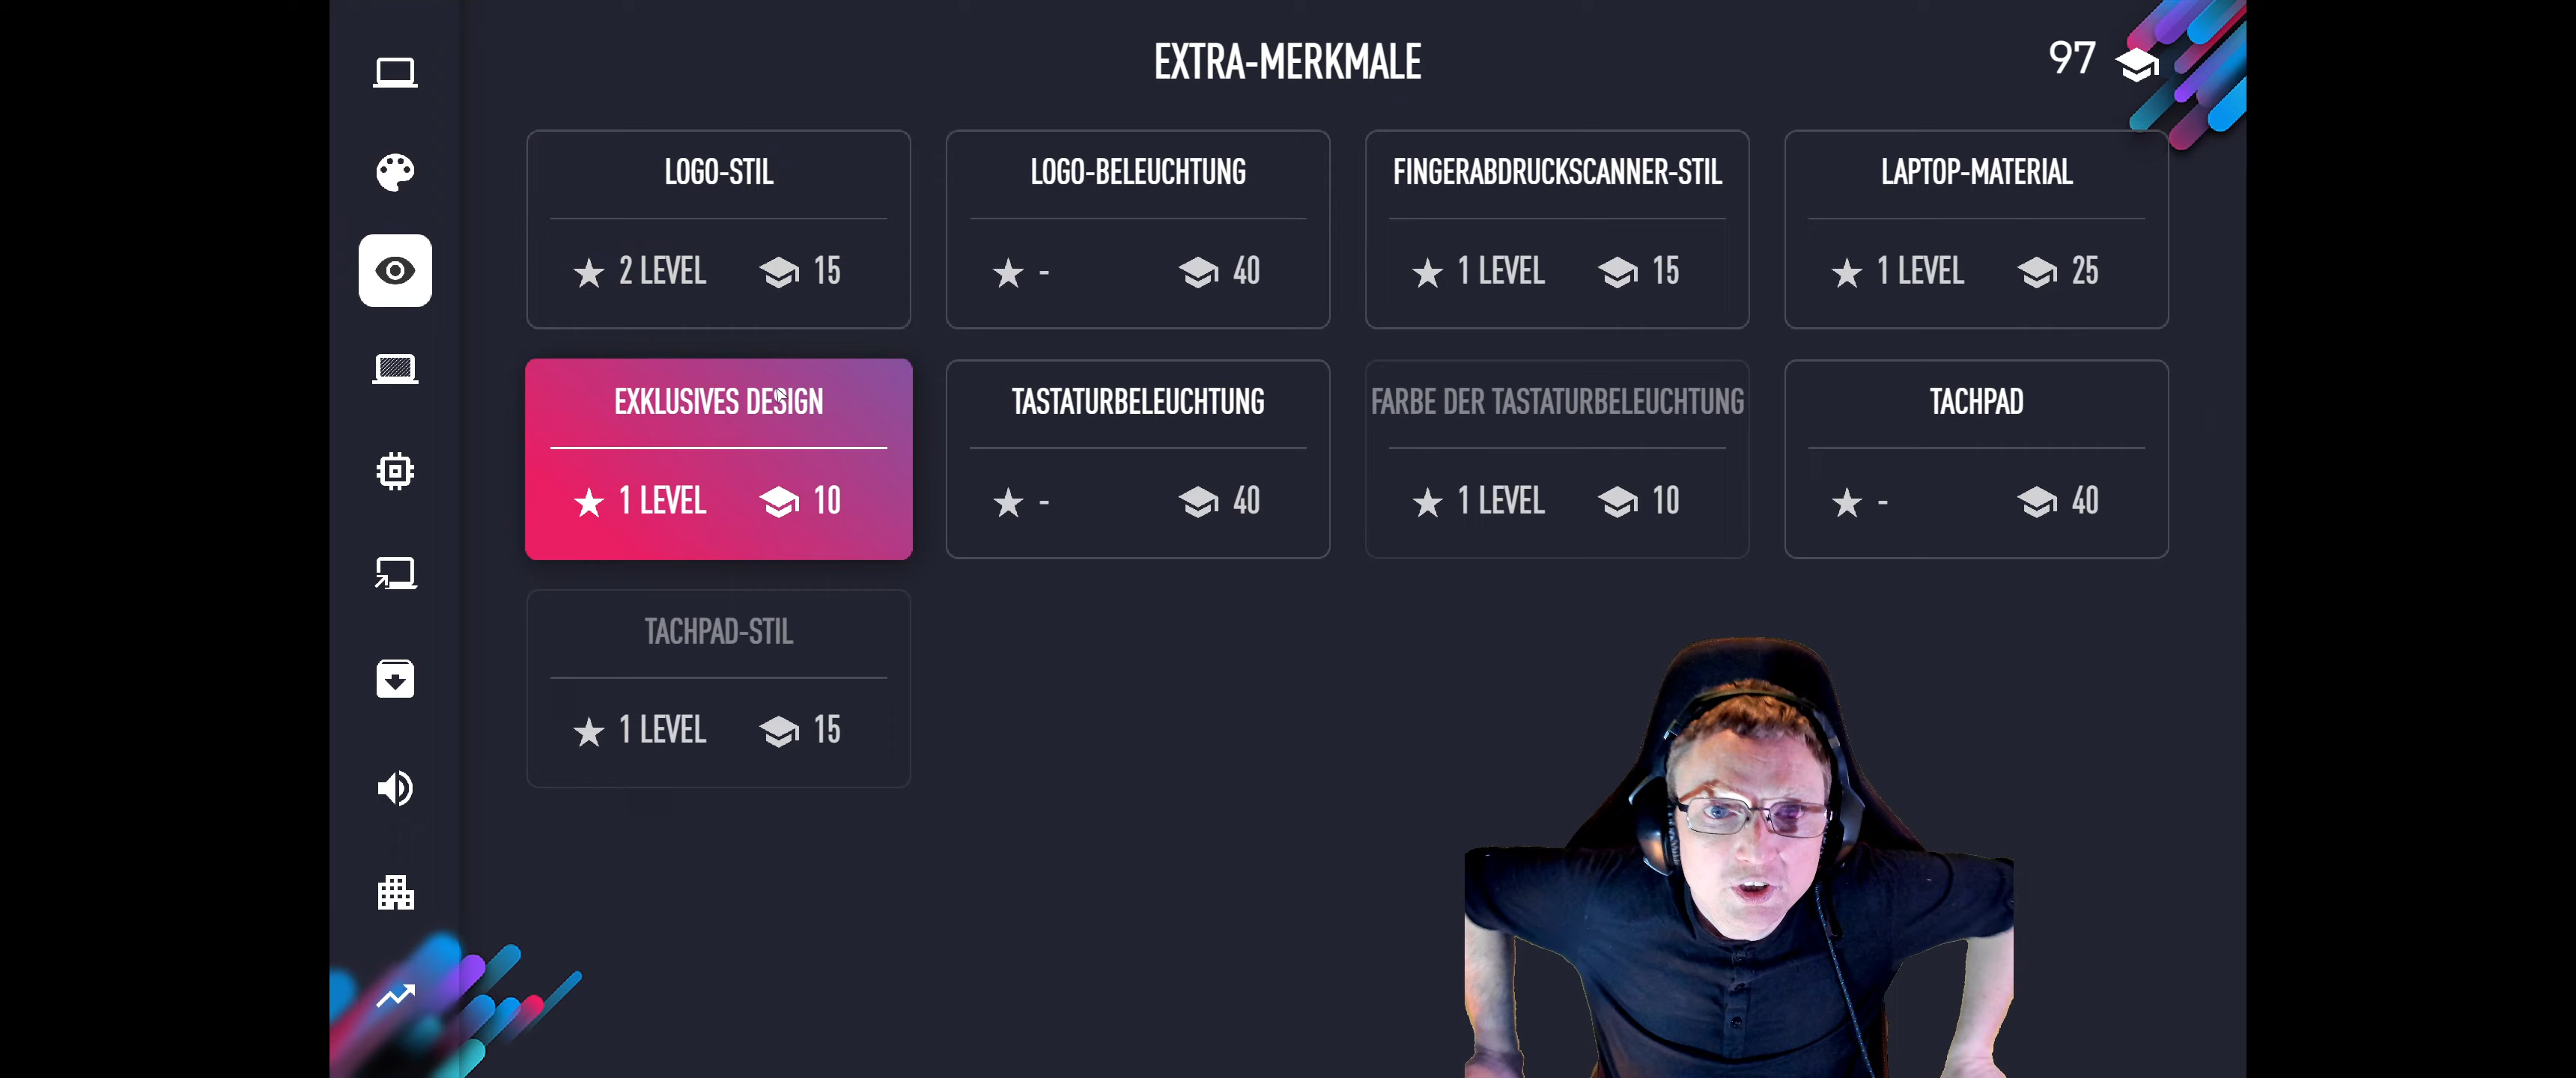 EXTRA-MERKMALE
97
LOGO-STIL
2 LEVEL 15
LOGO-BELEUCHTUNG
- 40
FINGERABDRUCKSCANNER-STIL
1 LEVEL 15
LAPTOP-MATERIAL
1 LEVEL 25
EXKLUSIVES DESIGN
1 LEVEL 10
TASTATURBELEUCHTUNG
- 40
FARBE DER TASTATURBELEUCHTUNG
1 LEVEL 10
TACHPAD
- 40
TACHPAD-STIL
1 LEVEL 15